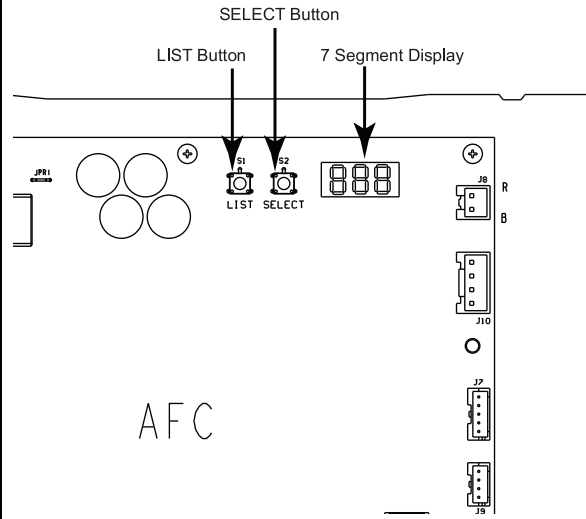 SELECT Button
LIST Button
7 Segment Display
JPR1
S1
S2
LIST
SELECT
J8
R
B
J10
AFC
J7
J9